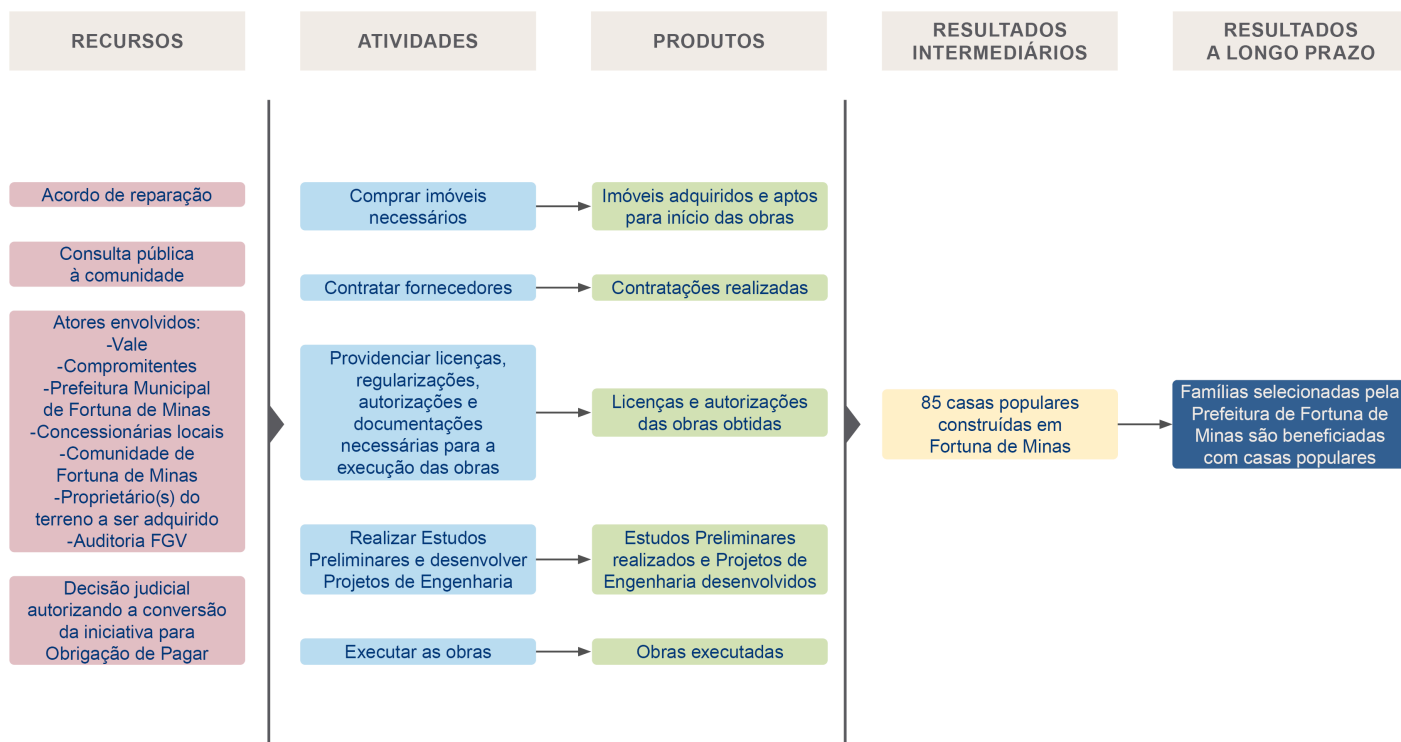 RECURSOS
ATIVIDADES
PRODUTOS
RESULTADOS
INTERMEDIÁRIOS
RESULTADOS
A LONGO PRAZO
Acordo de reparação
Consulta pública
à comunidade
Atores envolvidos:
-Vale
-Compromitentes
-Prefeitura Municipal
de Fortuna de Minas
-Concessionárias locais
-Comunidade de
Fortuna de Minas
-Proprietário(s) do
terreno a ser adquirido
-Auditoria FGV
Decisão judicial
autorizando a conversão
da iniciativa para
Obrigação de Pagar
Comprar imóveis
necessários
Imóveis adquiridos e aptos
para início das obras
Contratar fornecedores
Contratações realizadas
Providenciar licenças,
regularizações,
autorizações e
documentações
necessárias para a
execução das obras
Licenças e autorizações
das obras obtidas
Realizar Estudos
Preliminares e desenvolver
Projetos de Engenharia
Estudos Preliminares
realizados e Projetos de
Engenharia desenvolvidos
Executar as obras
Obras executadas
85 casas populares
construídas em
Fortuna de Minas
Famílias selecionadas pela
Prefeitura de Fortuna de
Minas são beneficiadas
com casas populares